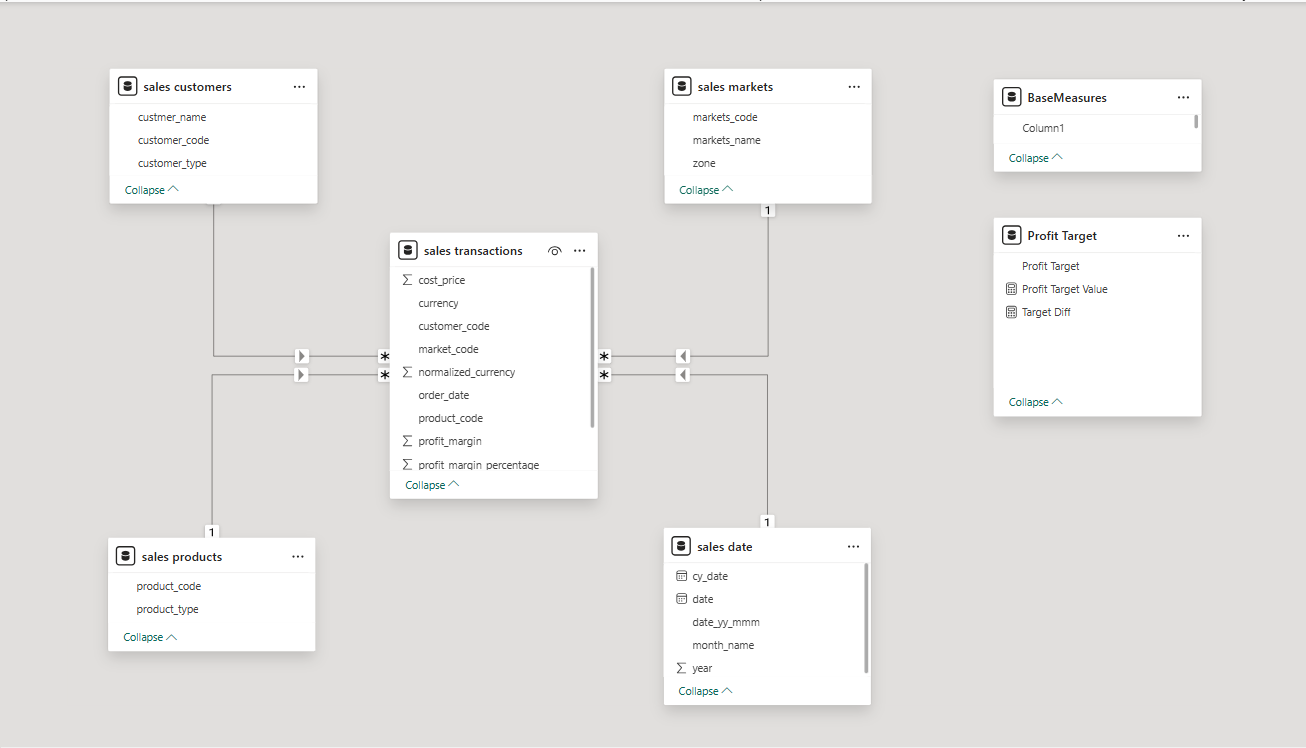 sales customers
custmer_name
customer_code
customer_type
Collapse
sales markets
markets_code
markets_name
zone
Collapse
1
BaseMeasures
Column1
Collapse
sales transactions
cost_price
currency
customer_code
market_code
normalized_currency
order_date
product_code
profit_margin
profit_margin_percentage
Collapse
*
*
*
*
Profit Target
Profit Target
Profit Target Value
Target Diff
Collapse
1
sales products
product_code
product_type
Collapse
1
sales date
cy_date
date
date_yy_mmm
month_name
year
Collapse